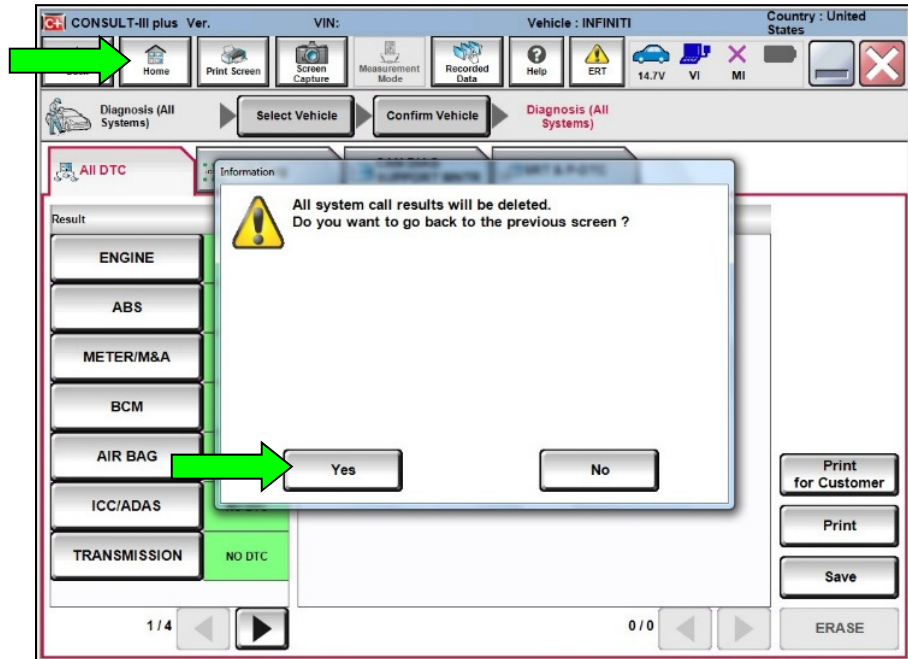 CONSULT-III plus Ver. VIN: Vehicle : INFINITI Country : United
States
Home
Print Screen
Screen
Capture
Measurement
Mode
Recorded
Data
Help
ERT
14.7V
VI
MI
Diagnosis (All
Systems)
Select Vehicle
Confirm Vehicle
Diagnosis (All
Systems)
All DTC
Information
All system call results will be deleted.
Do you want to go back to the previous screen ?
Yes
No
Result
ENGINE
ABS
METER/M&A
BCM
AIR BAG
ICC/ADAS
TRANSMISSION
NO DTC
1/4
0/0
Print
for Customer
Print
Save
ERASE